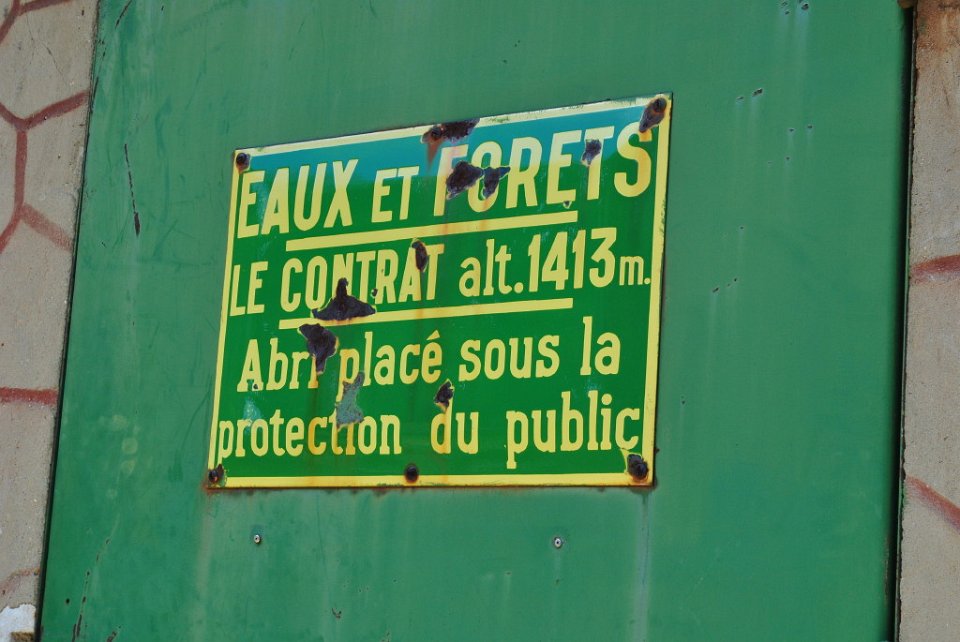 EAUX ET FORETS
LE CONTRAT alt.1413m.
Abri placé sous la
protection du public